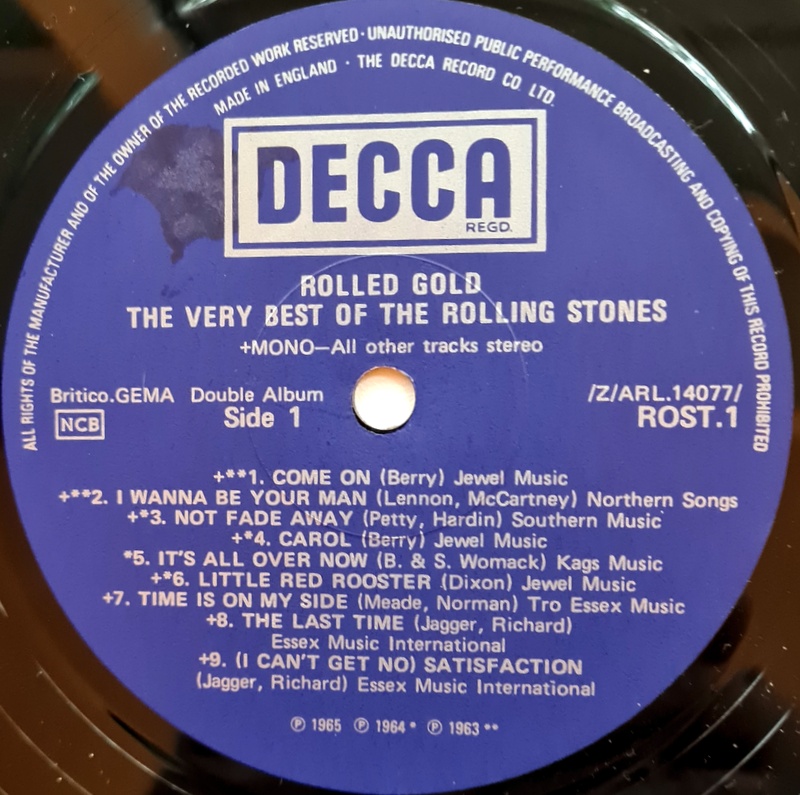 ALL RIGHTS OF THE MANUFACTURER AND OF THE OWNER OF THE RECORDED WORK RESERVED · UNAUTHORISED PUBLIC PERFORMANCE BROADCASTING AND COPYING OF THIS RECORD PROHIBITED
MADE IN ENGLAND · THE DECCA RECORD CO. LTD.
DECCA
REGD.
ROLLED GOLD
THE VERY BEST OF THE ROLLING STONES
+MONO—All other tracks stereo
Britico.GEMA Double Album /Z/ARL.14077/
NCB Side 1 ROST.1
+**1. COME ON (Berry) Jewel Music
+**2. I WANNA BE YOUR MAN (Lennon, McCartney) Northern Songs
+*3. NOT FADE AWAY (Petty, Hardin) Southern Music
+*4. CAROL (Berry) Jewel Music
*5. IT'S ALL OVER NOW (B. & S. Womack) Kags Music
+*6. LITTLE RED ROOSTER (Dixon) Jewel Music
+7. TIME IS ON MY SIDE (Meade, Norman) Tro Essex Music
+8. THE LAST TIME (Jagger, Richard)
Essex Music International
+9. (I CAN'T GET NO) SATISFACTION
(Jagger, Richard) Essex Music International
℗ 1965 ℗ 1964* ℗ 1963**